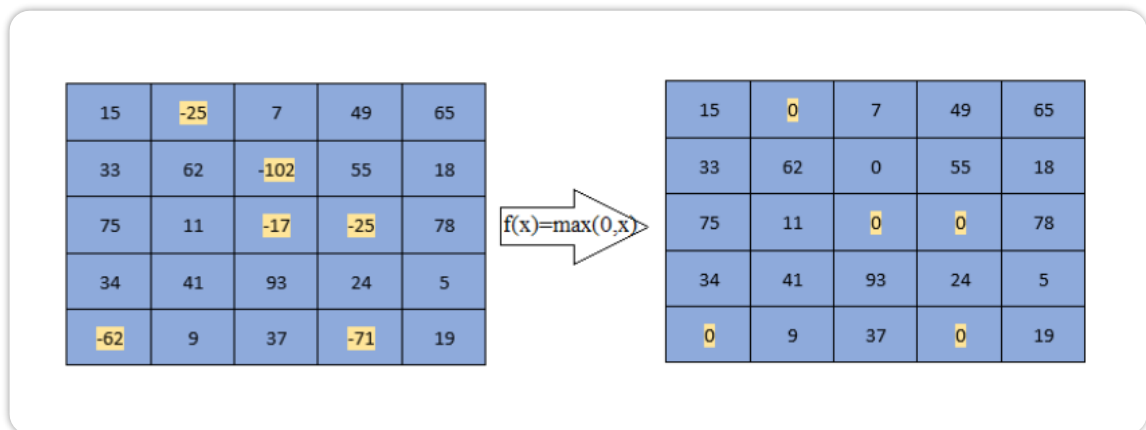 15 -25 7 49 65
33 62 -102 55 18
75 11 -17 -25 78
34 41 93 24 5
-62 9 37 -71 19
f(x)=max(0,x)
15 0 7 49 65
33 62 0 55 18
75 11 0 0 78
34 41 93 24 5
0 9 37 0 19